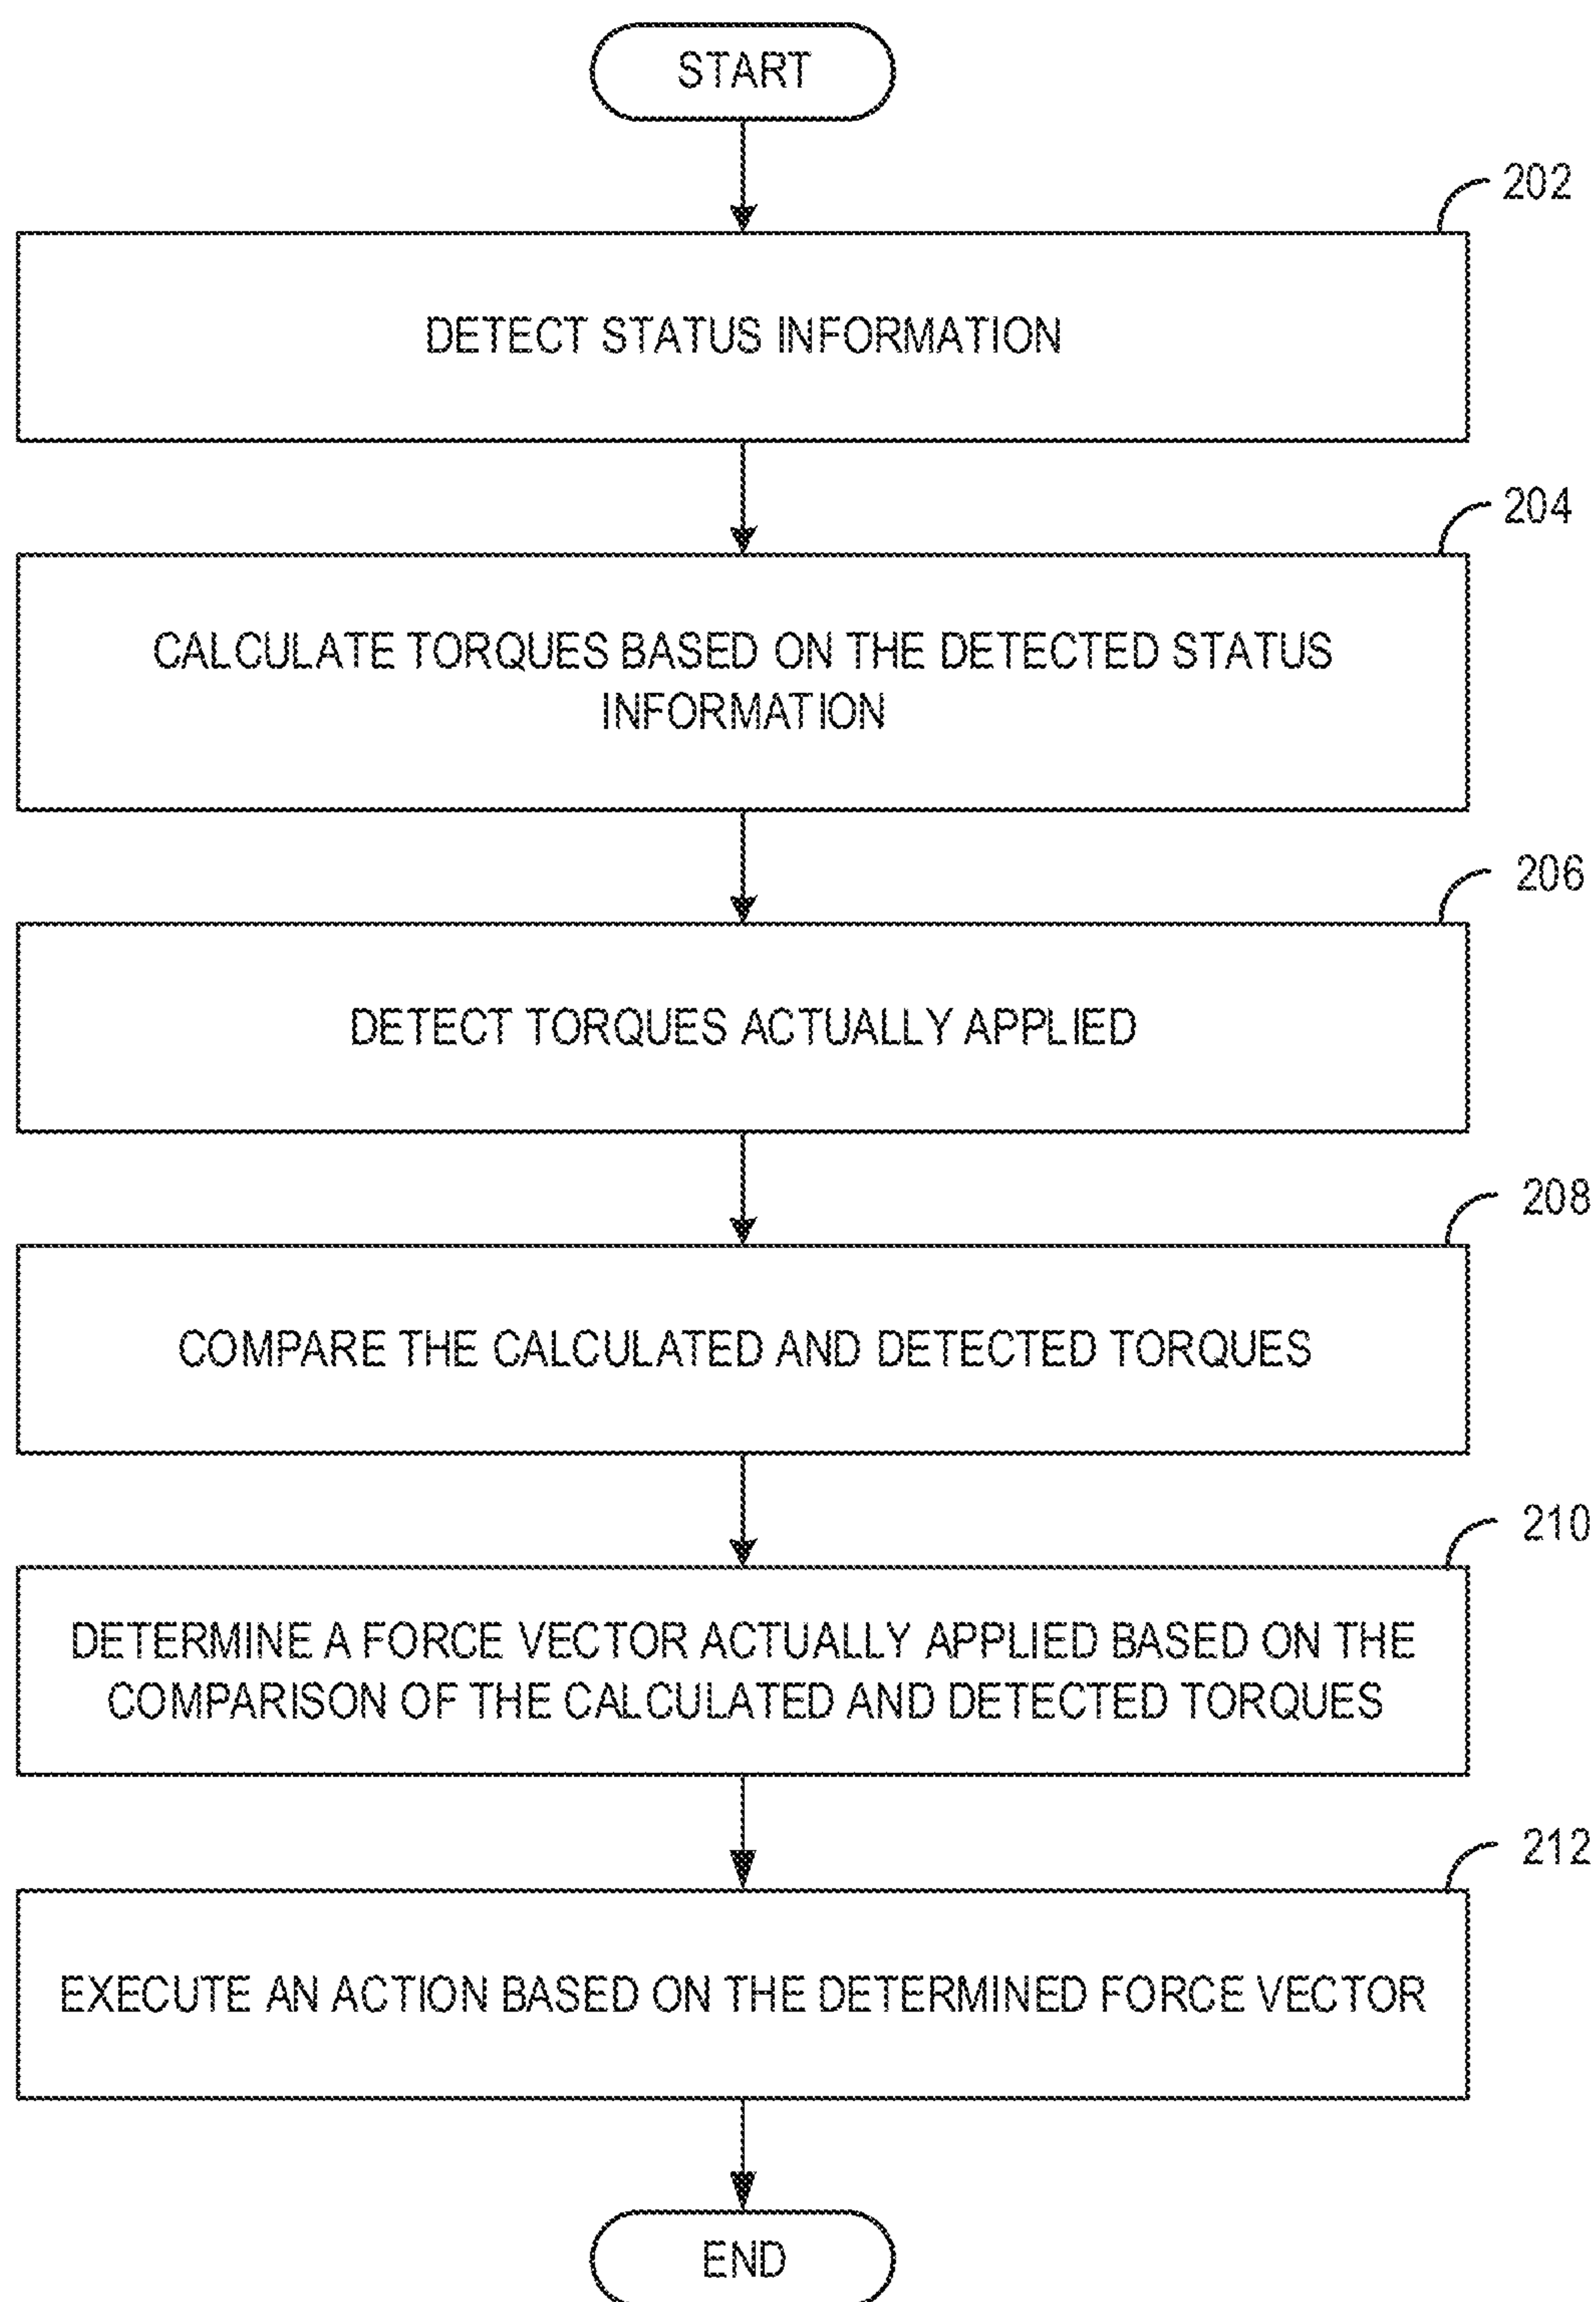 START
202
DETECT STATUS INFORMATION
204
CALCULATE TORQUES BASED ON THE DETECTED STATUS
INFORMATION
206
DETECT TORQUES ACTUALLY APPLIED
208
COMPARE THE CALCULATED AND DETECTED TORQUES
210
DETERMINE A FORCE VECTOR ACTUALLY APPLIED BASED ON THE
COMPARISON OF THE CALCULATED AND DETECTED TORQUES
212
EXECUTE AN ACTION BASED ON THE DETERMINED FORCE VECTOR
END